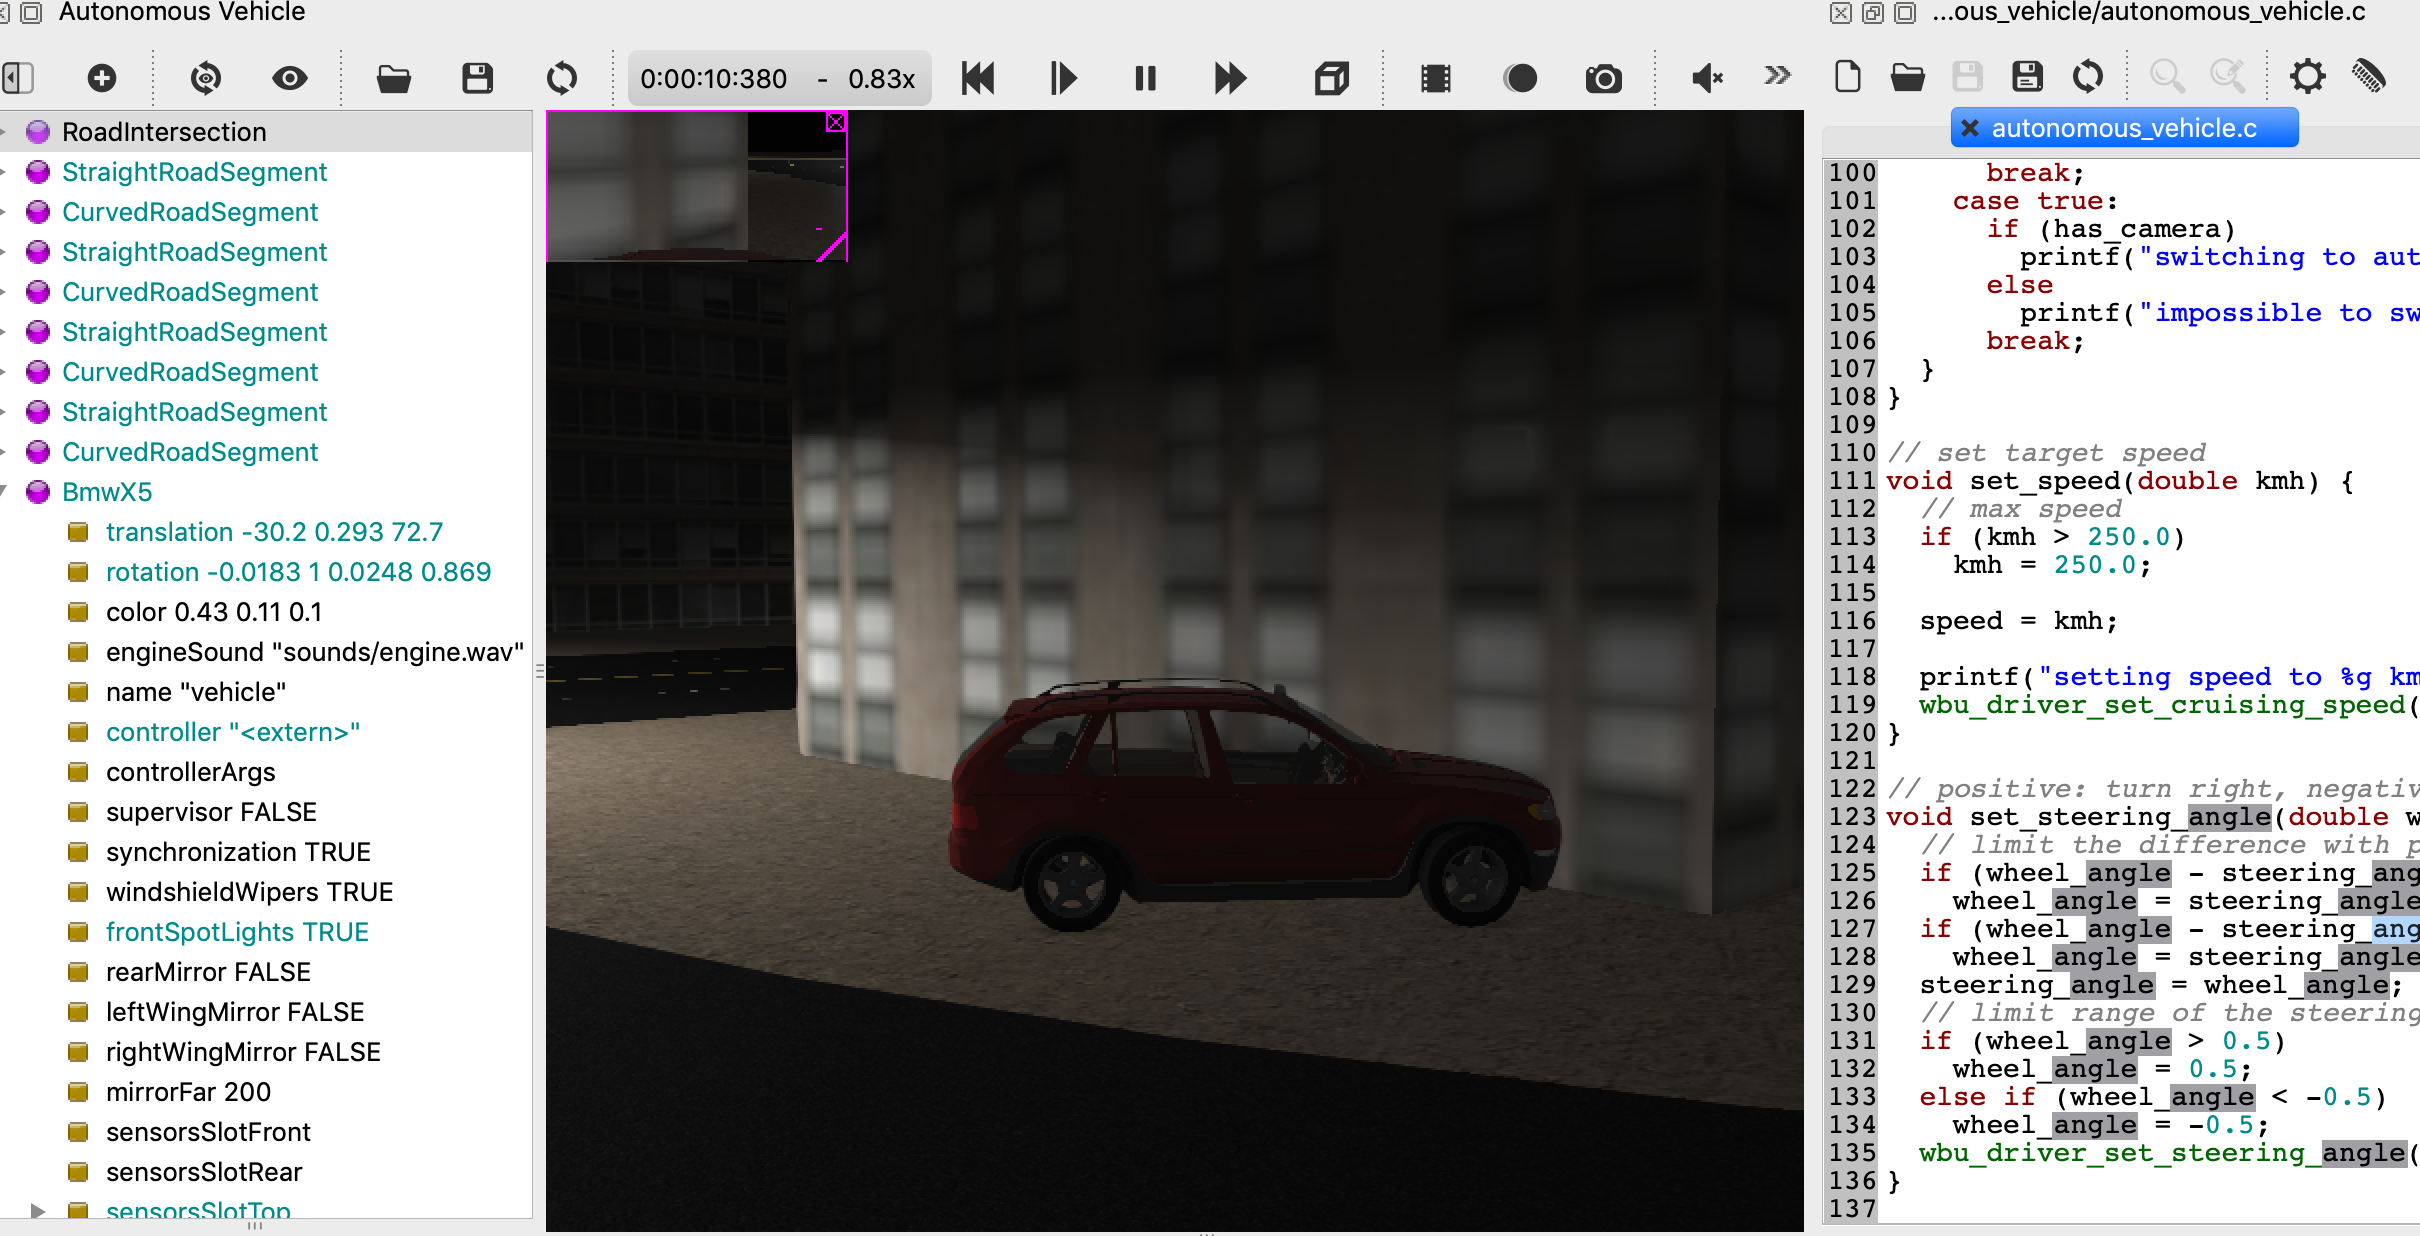 Autonomous Vehicle
...ous_vehicle/autonomous_vehicle.c
0:00:10:380 - 0.83x
autonomous_vehicle.c
RoadIntersection
StraightRoadSegment
CurvedRoadSegment
StraightRoadSegment
CurvedRoadSegment
StraightRoadSegment
CurvedRoadSegment
StraightRoadSegment
CurvedRoadSegment
BmwX5
translation -30.2 0.293 72.7
rotation -0.0183 1 0.0248 0.869
color 0.43 0.11 0.1
engineSound "sounds/engine.wav"
name "vehicle"
controller "<extern>"
controllerArgs
supervisor FALSE
synchronization TRUE
windshieldWipers TRUE
frontSpotLights TRUE
rearMirror FALSE
leftWingMirror FALSE
rightWingMirror FALSE
mirrorFar 200
sensorsSlotFront
sensorsSlotRear
sensorsSlotTop
100 break;
101 case true:
102 if (has_camera)
103 printf("switching to aut
104 else
105 printf("impossible to sw
106 break;
107 }
108 }
109
110 // set target speed
111 void set_speed(double kmh) {
112 // max speed
113 if (kmh > 250.0)
114 kmh = 250.0;
115
116 speed = kmh;
117
118 printf("setting speed to %g km
119 wbu_driver_set_cruising_speed(
120 }
121
122 // positive: turn right, negativ
123 void set_steering_angle(double w
124 // limit the difference with p
125 if (wheel_angle - steering_ang
126 wheel_angle = steering_angle
127 if (wheel_angle - steering_ang
128 wheel_angle = steering_angle
129 steering_angle = wheel_angle;
130 // limit range of the steering
131 if (wheel_angle > 0.5)
132 wheel_angle = 0.5;
133 else if (wheel_angle < -0.5)
134 wheel_angle = -0.5;
135 wbu_driver_set_steering_angle(
136 }
137